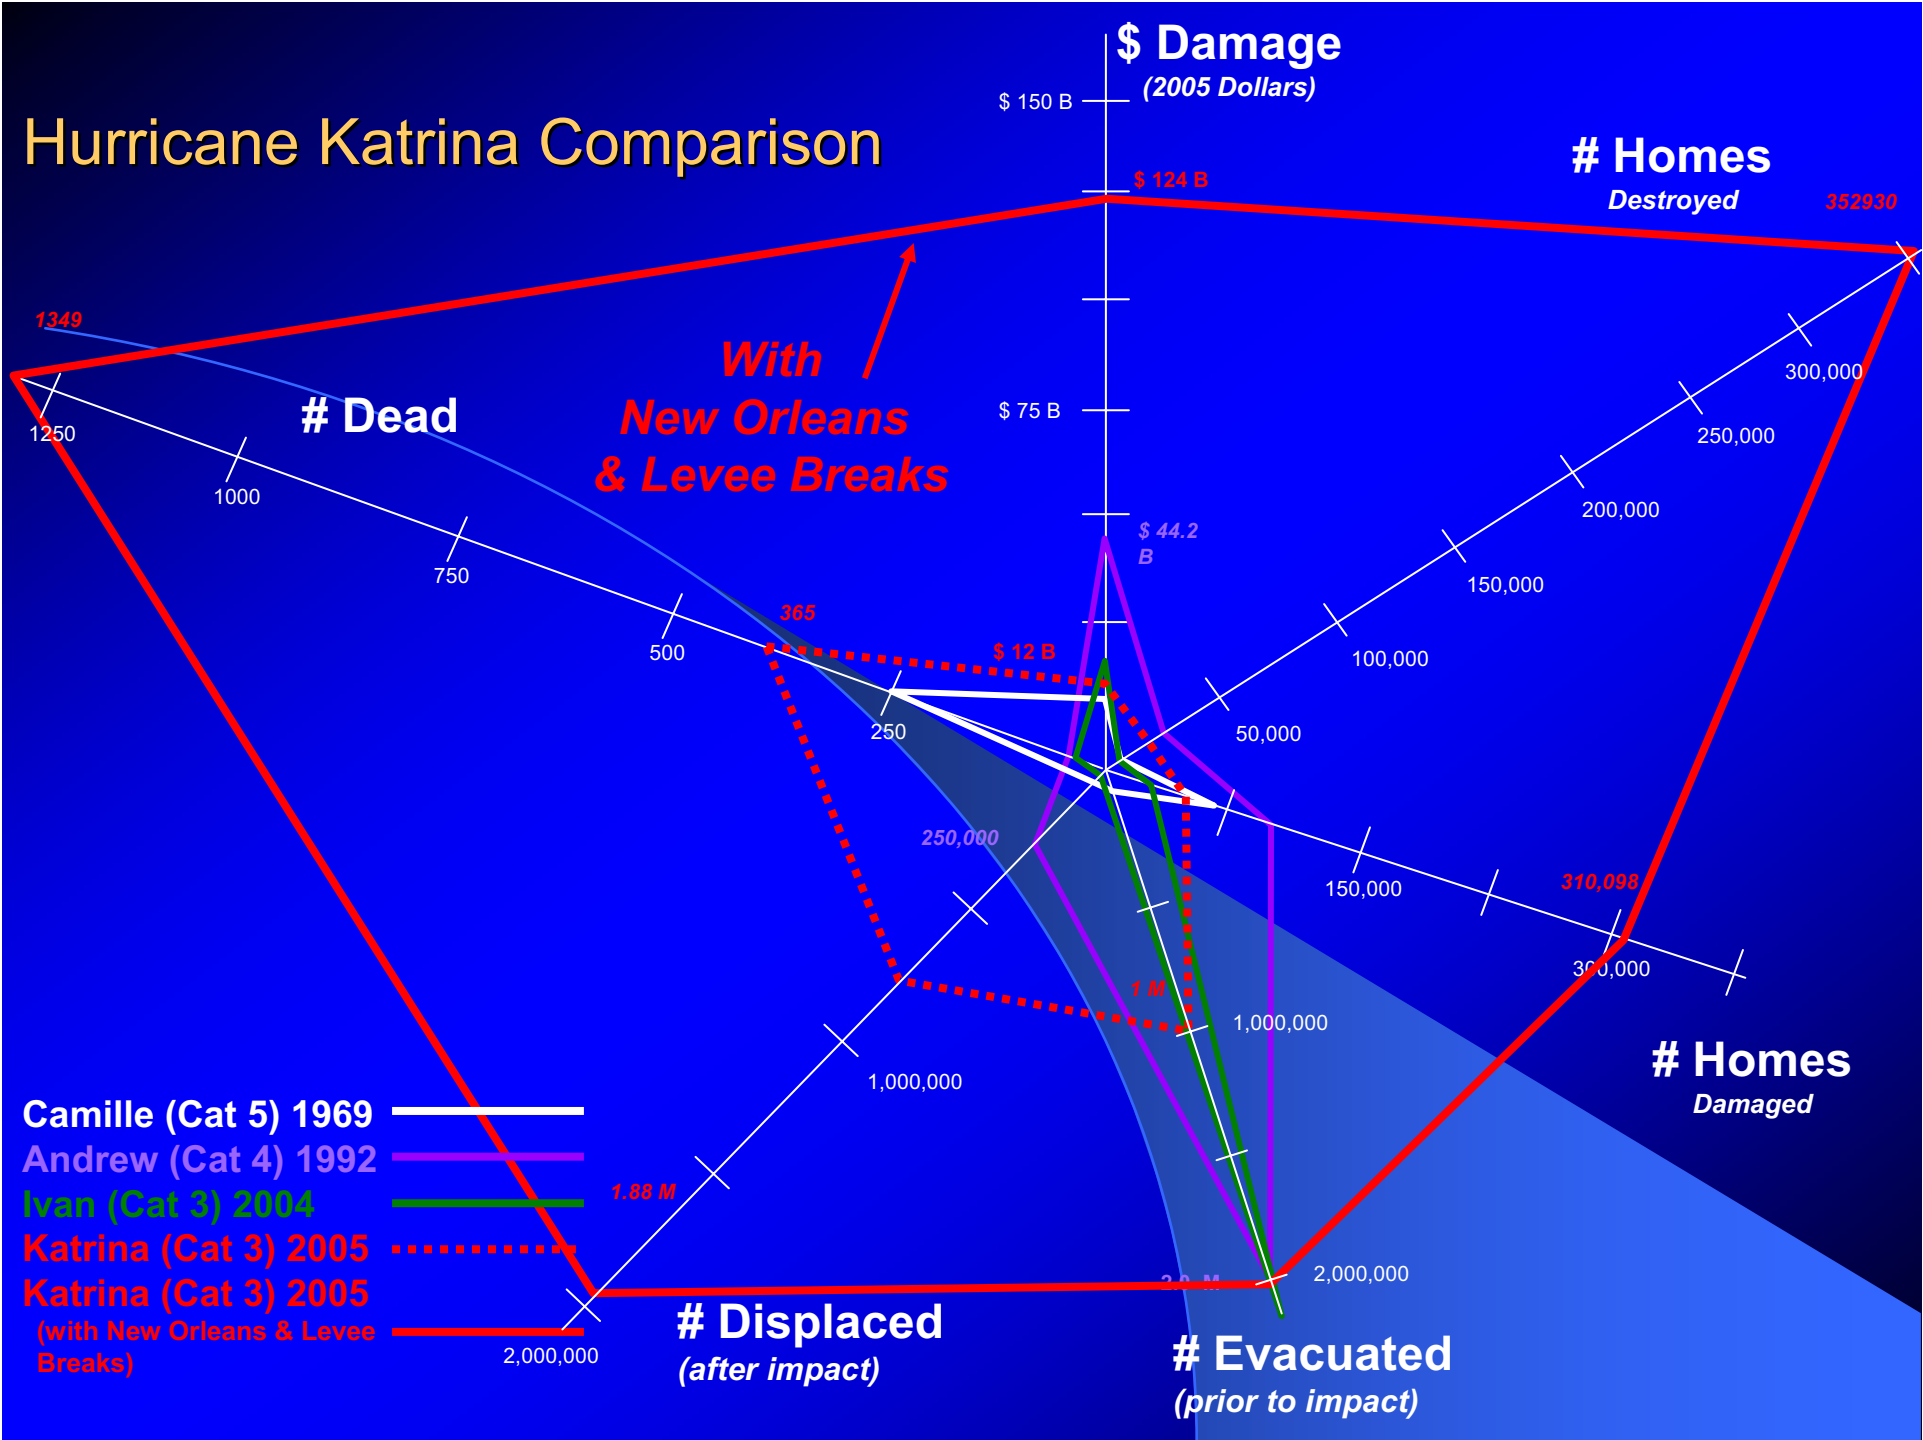 $ Damage
(2005 Dollars)
$ 150 B
Hurricane Katrina Comparison
# Homes
Destroyed
$ 124 B
352930
1349
With
New Orleans
& Levee Breaks
300,000
# Dead
$ 75 B
1250
250,000
1000
200,000
$ 44.2
B
750
150,000
365
500
$ 12 B
100,000
250
50,000
250,000
310,098
150,000
300,000
1 M
1,000,000
# Homes
Damaged
1,000,000
Camille (Cat 5) 1969
Andrew (Cat 4) 1992
Ivan (Cat 3) 2004
Katrina (Cat 3) 2005
Katrina (Cat 3) 2005
(with New Orleans & Levee
Breaks)
1.88 M
2.0 M
2,000,000
# Displaced
(after impact)
2,000,000
# Evacuated
(prior to impact)